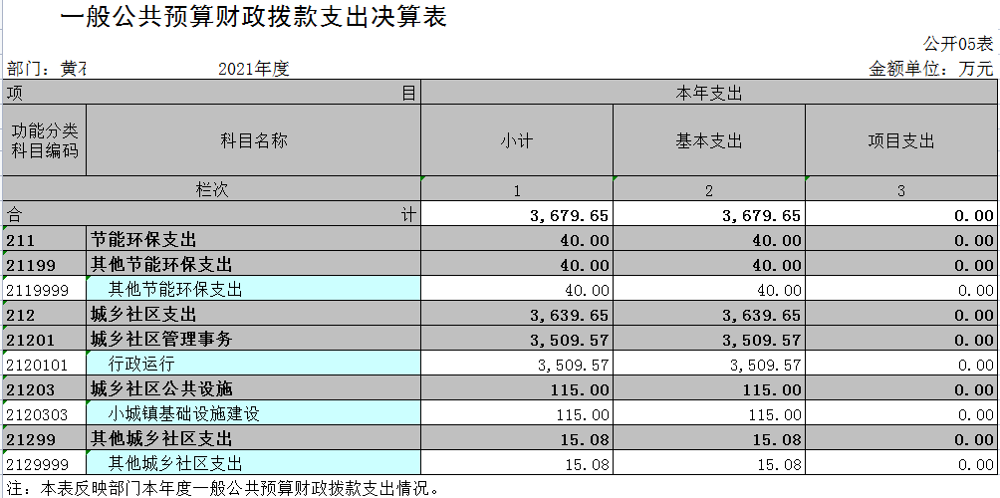 一般公共预算财政拨款支出决算表
公开05表
部门：黄石 2021年度 金额单位：万元
项 目 本年支出
功能分类科目编码 科目名称 小计 基本支出 项目支出
栏次 1 2 3
合 计 3,679.65 3,679.65 0.00
211 节能环保支出 40.00 40.00 0.00
21199 其他节能环保支出 40.00 40.00 0.00
2119999 其他节能环保支出 40.00 40.00 0.00
212 城乡社区支出 3,639.65 3,639.65 0.00
21201 城乡社区管理事务 3,509.57 3,509.57 0.00
2120101 行政运行 3,509.57 3,509.57 0.00
21203 城乡社区公共设施 115.00 115.00 0.00
2120303 小城镇基础设施建设 115.00 115.00 0.00
21299 其他城乡社区支出 15.08 15.08 0.00
2129999 其他城乡社区支出 15.08 15.08 0.00
注：本表反映部门本年度一般公共预算财政拨款支出情况。